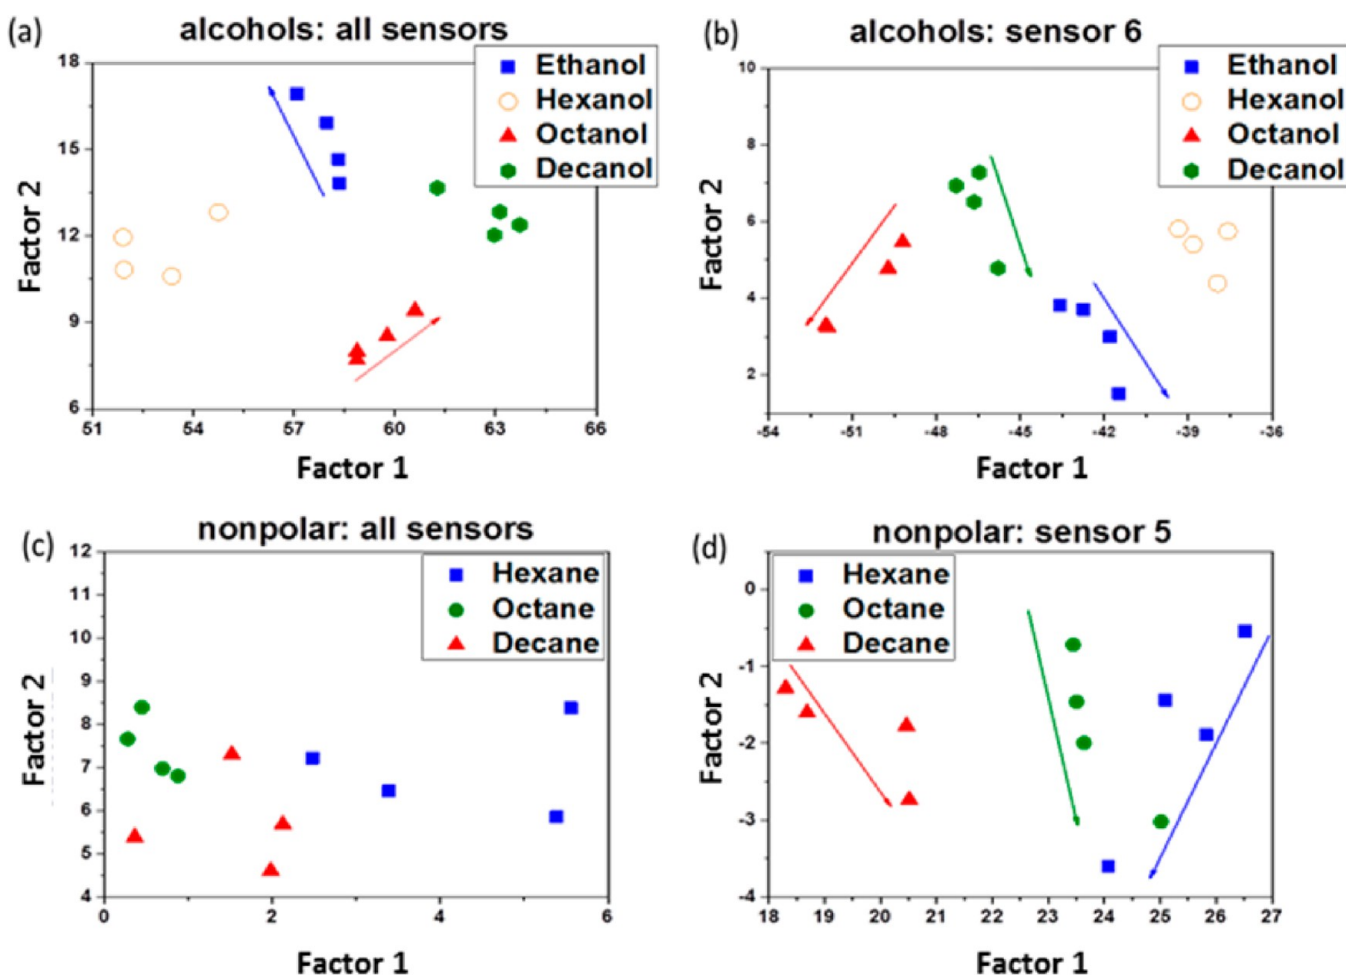 (a)
alcohols: all sensors
Ethanol
Hexanol
Octanol
Decanol
18
15
12
9
6
Factor 2
51
54
57
60
63
66
Factor 1
(b)
alcohols: sensor 6
Ethanol
Hexanol
Octanol
Decanol
10
8
6
4
2
Factor 2
-54
-51
-48
-45
-42
-39
-36
Factor 1
(c)
nonpolar: all sensors
Hexane
Octane
Decane
12
11
10
9
8
7
6
5
4
Factor 2
0
2
4
6
Factor 1
(d)
nonpolar: sensor 5
Hexane
Octane
Decane
0
-1
-2
-3
-4
Factor 2
18
19
20
21
22
23
24
25
26
27
Factor 1